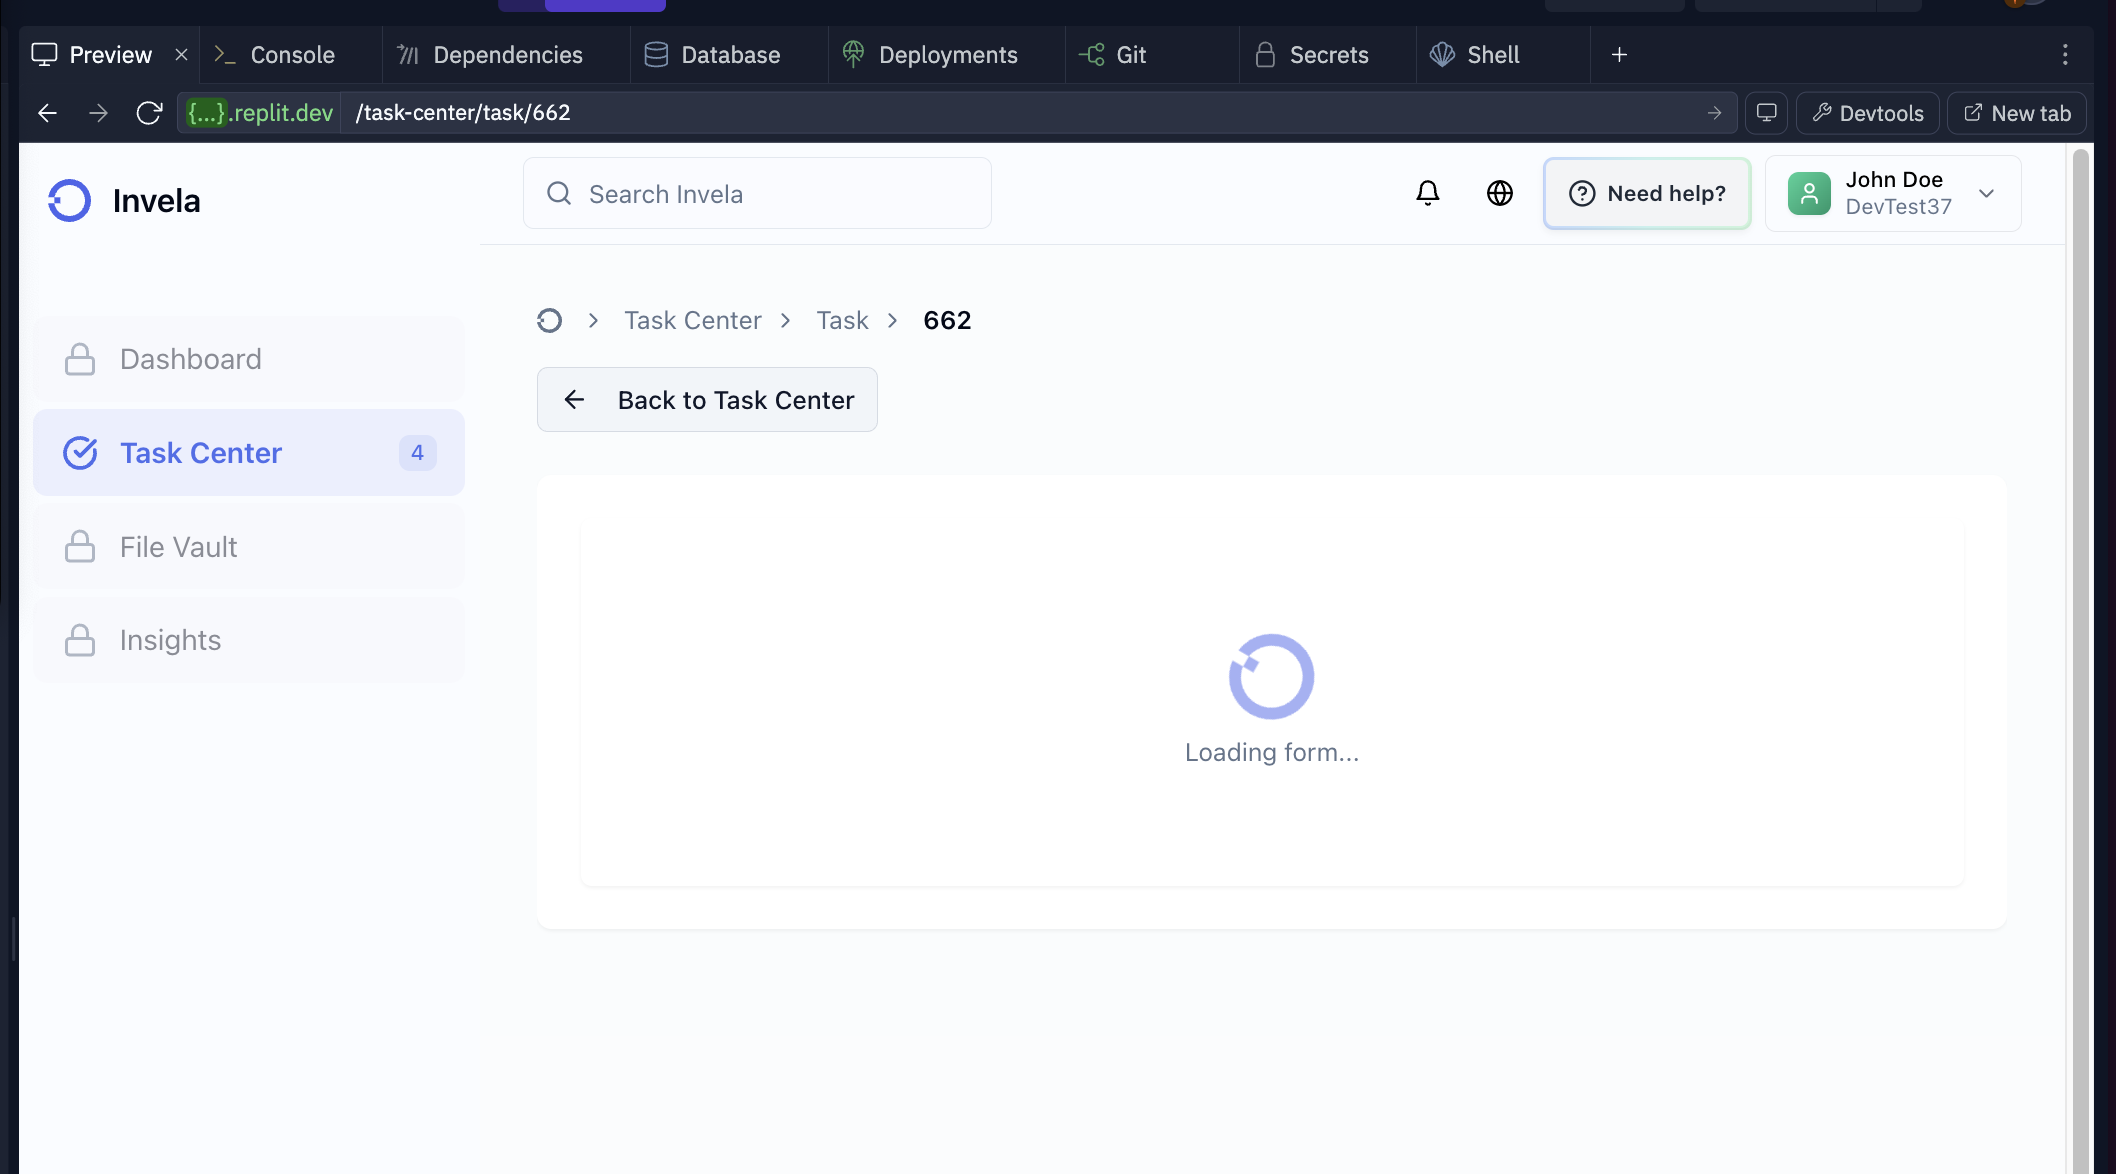 Preview
Console
Dependencies
Database
Deployments
Git
Secrets
Shell
{...}.replit.dev
/task-center/task/662
Devtools
New tab
Invela
Search Invela
Need help?
John Doe
DevTest37
Task Center
Task
662
Back to Task Center
Dashboard
Task Center
4
File Vault
Insights
Loading form...